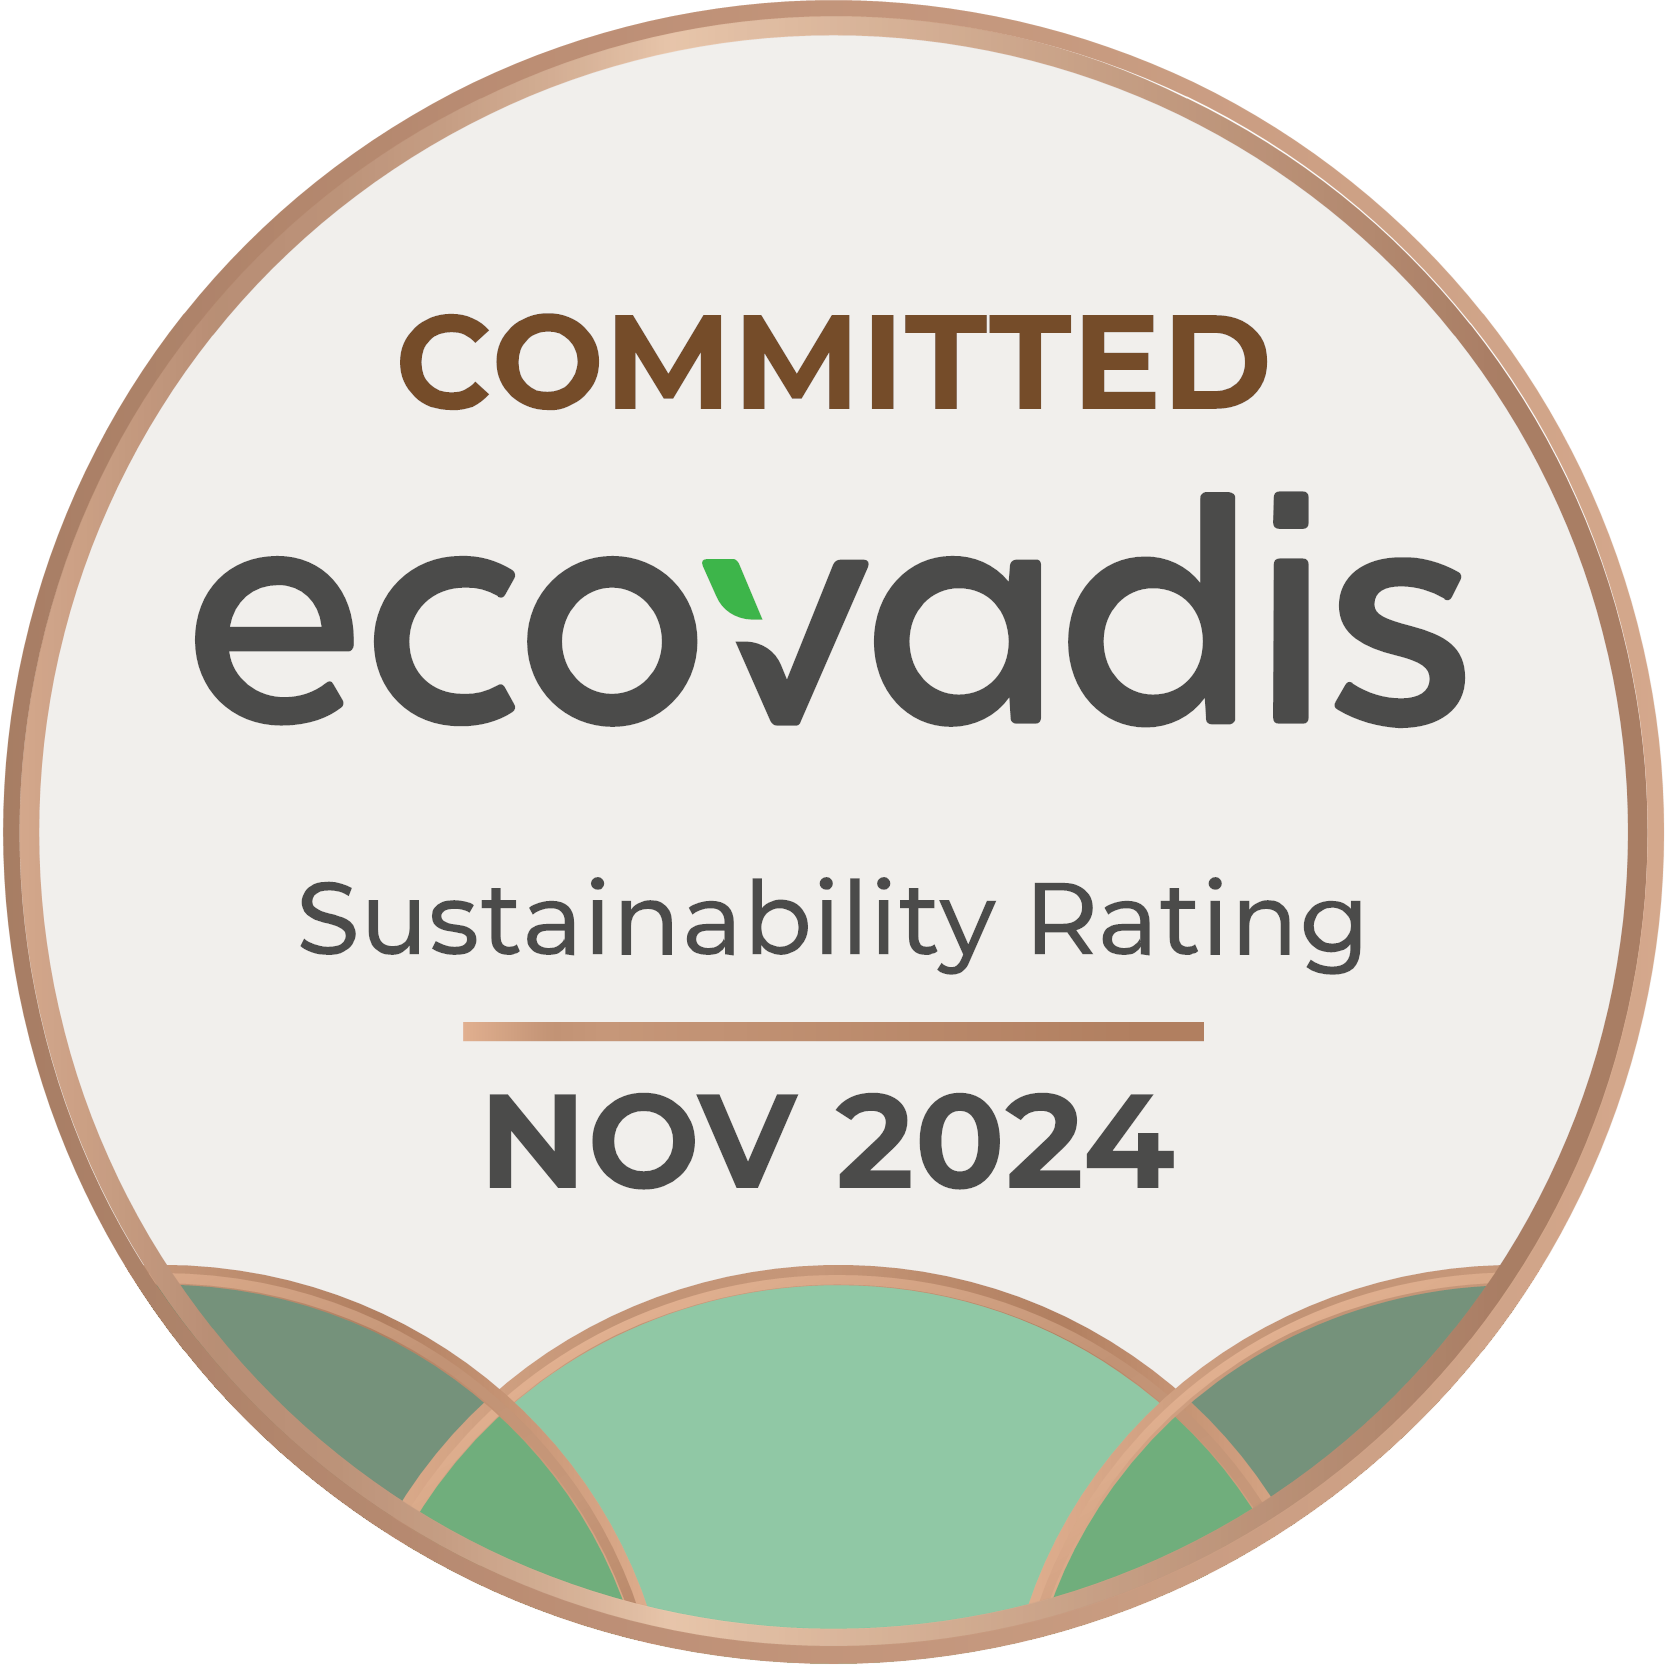 COMMITTED
ecovadis
Sustainability Rating
NOV 2024